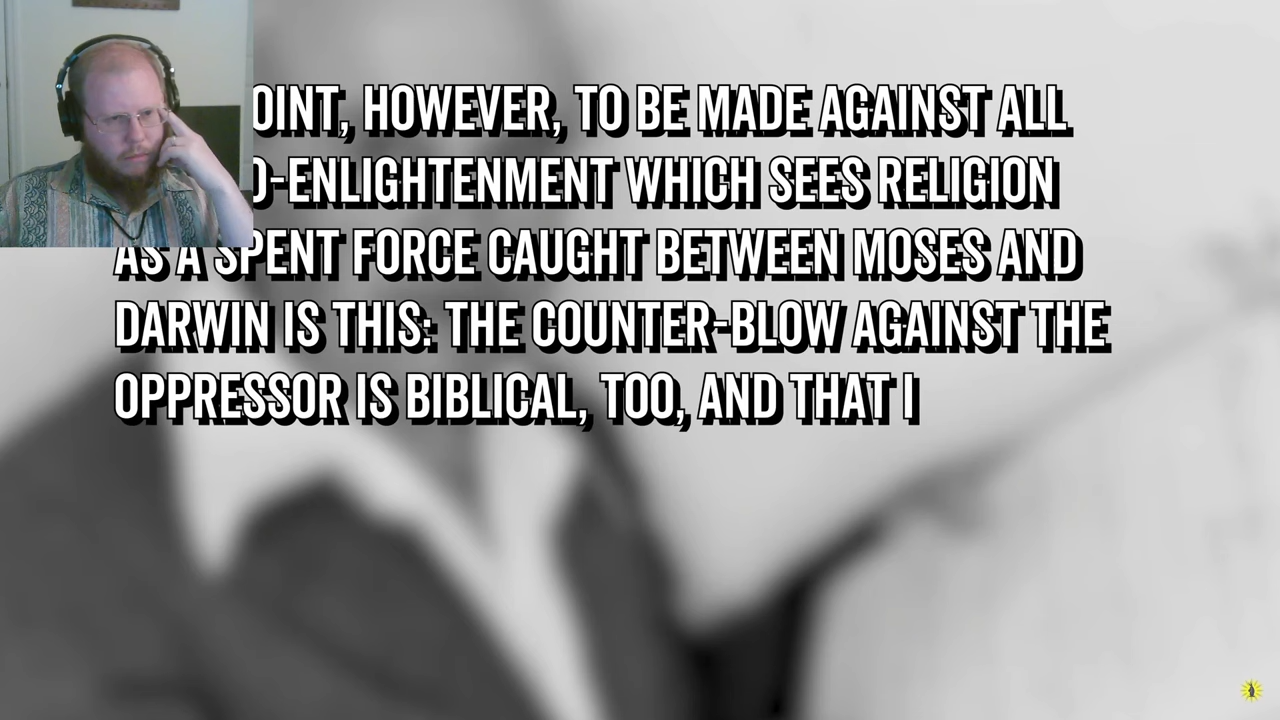 OINT, HOWEVER, TO BE MADE AGAINST ALL
-ENLIGHTENMENT WHICH SEES RELIGION
AS A SPENT FORCE CAUGHT BETWEEN MOSES AND
DARWIN IS THIS: THE COUNTER-BLOW AGAINST THE
OPPRESSOR IS BIBLICAL, TOO, AND THAT I